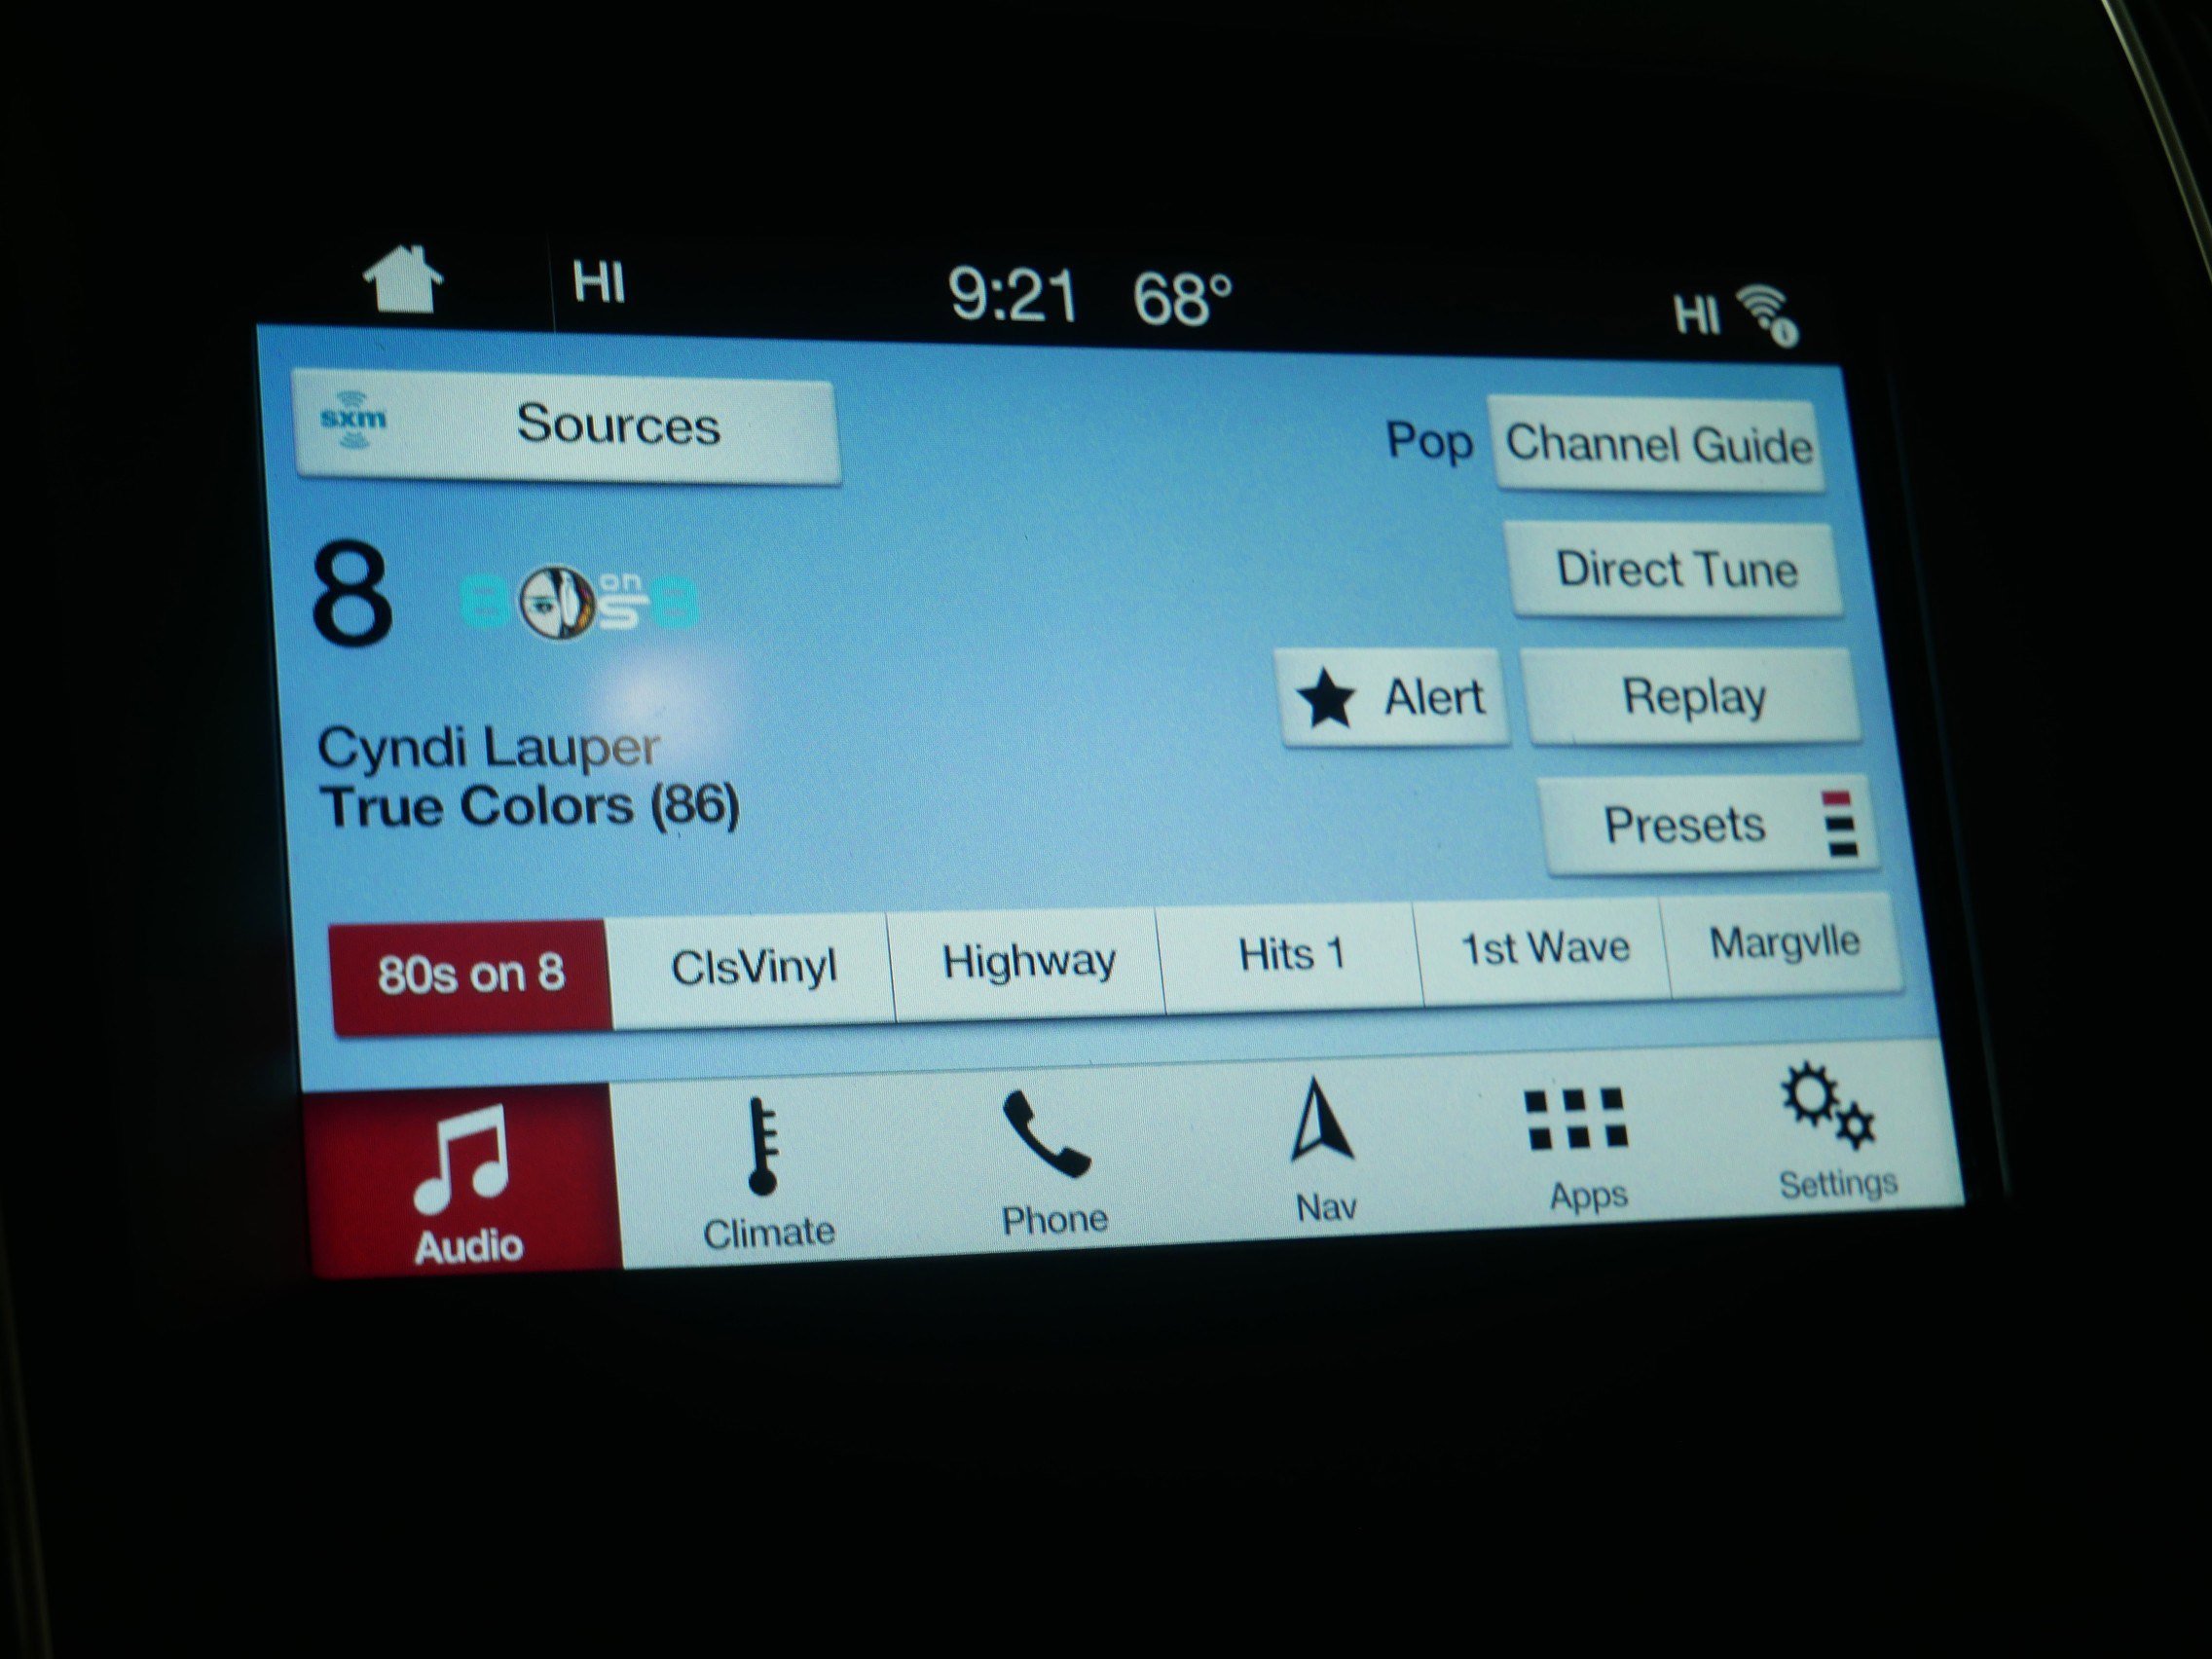 HI 9:21 68° HI
sxm Sources
Pop Channel Guide
Direct Tune
8 80s on 8
Alert Replay
Cyndi Lauper
True Colors (86)
Presets
80s on 8 ClsVinyl Highway Hits 1 1st Wave Margvlle
Audio Climate Phone Nav Apps Settings